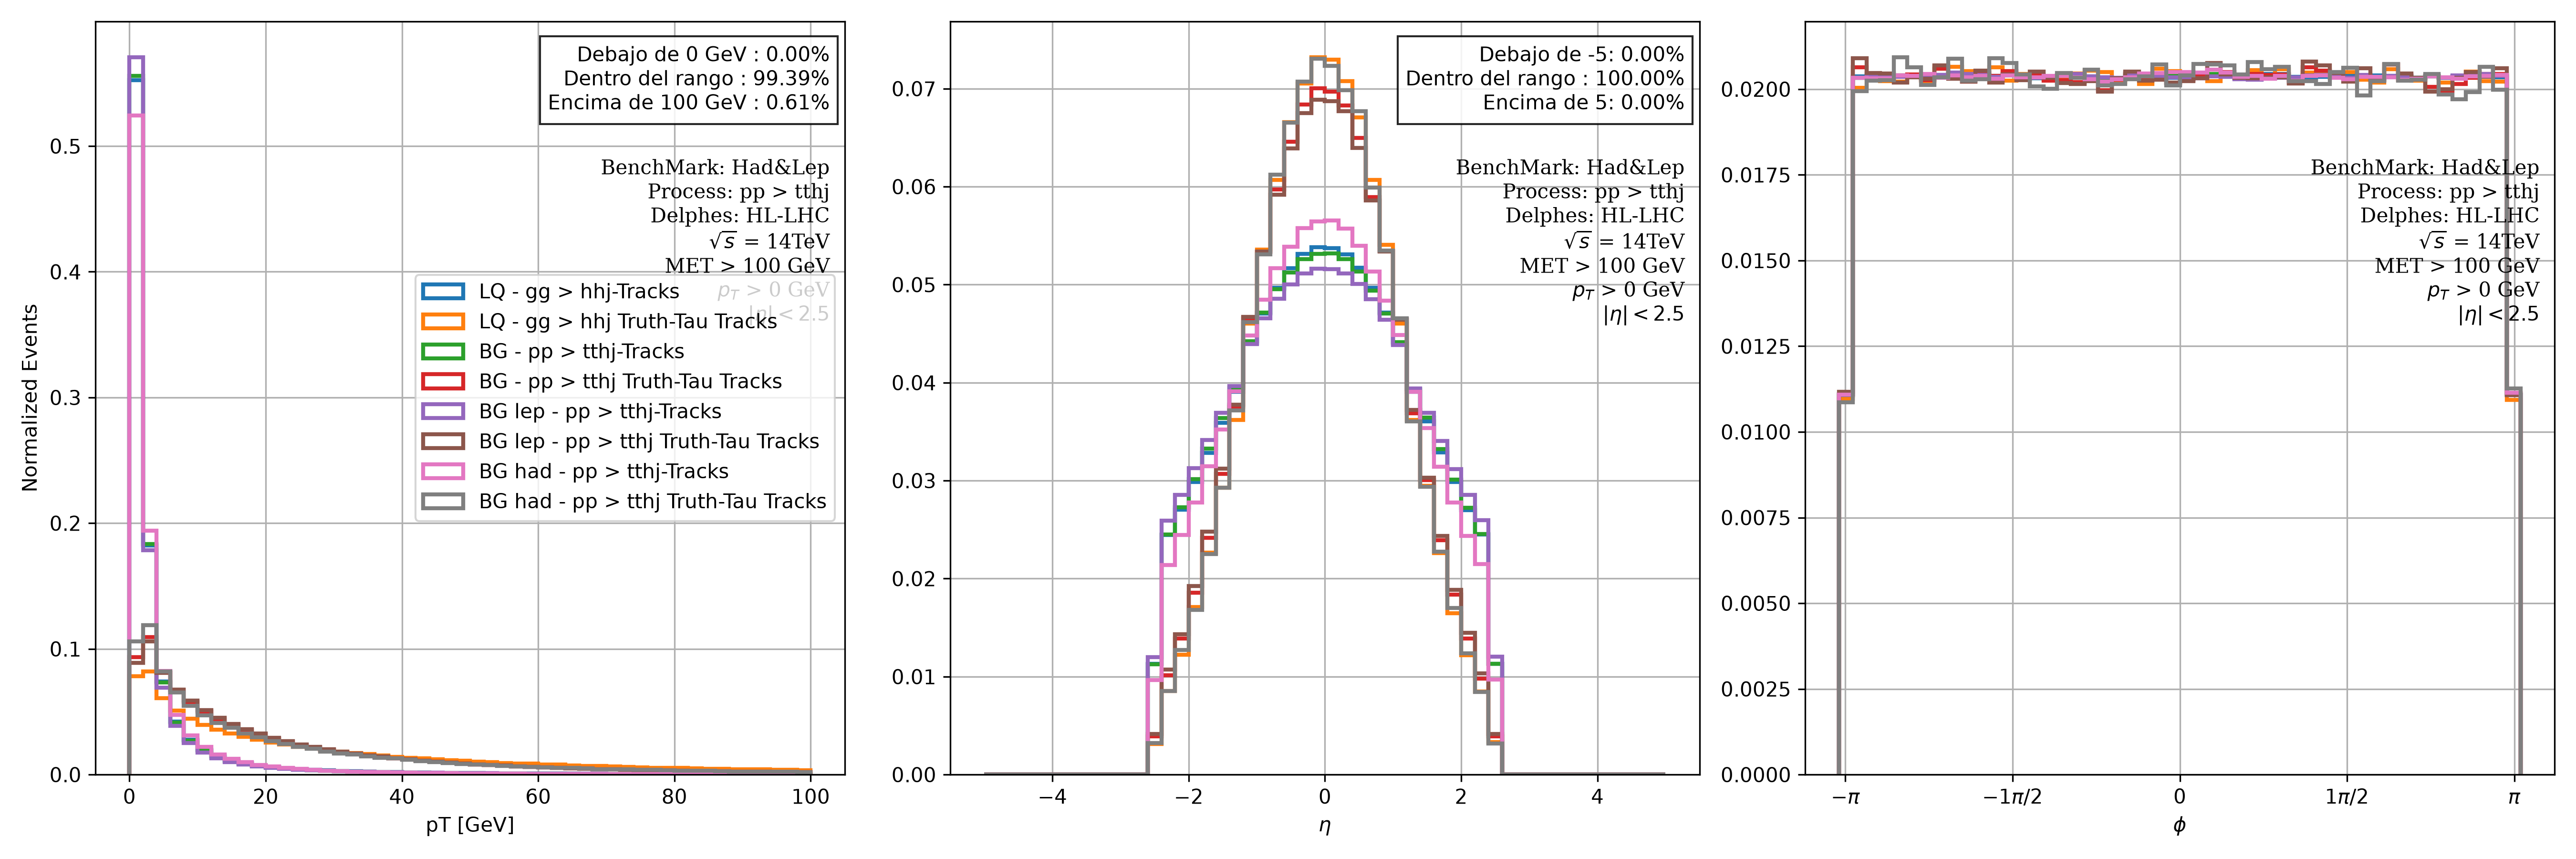 Debajo de 0 GeV : 0.00%
Dentro del rango : 99.39%
Encima de 100 GeV : 0.61%
BenchMark: Had&Lep
Process: pp > tthj
Delphes: HL-LHC
√s = 14TeV
MET > 100 GeV
p_T > 0 GeV
|η| < 2.5
LQ - gg > hhj-Tracks
LQ - gg > hhj Truth-Tau Tracks
BG - pp > tthj-Tracks
BG - pp > tthj Truth-Tau Tracks
BG lep - pp > tthj-Tracks
BG lep - pp > tthj Truth-Tau Tracks
BG had - pp > tthj-Tracks
BG had - pp > tthj Truth-Tau Tracks
Normalized Events
0.5
0.4
0.3
0.2
0.1
0.0
0 20 40 60 80 100
pT [GeV]
Debajo de -5: 0.00%
Dentro del rango : 100.00%
Encima de 5: 0.00%
BenchMark: Had&Lep
Process: pp > tthj
Delphes: HL-LHC
√s = 14TeV
MET > 100 GeV
p_T > 0 GeV
|η| < 2.5
0.07
0.06
0.05
0.04
0.03
0.02
0.01
0.00
−4 −2 0 2 4
η
BenchMark: Had&Lep
Process: pp > tthj
Delphes: HL-LHC
√s = 14TeV
MET > 100 GeV
p_T > 0 GeV
|η| < 2.5
0.0200
0.0175
0.0150
0.0125
0.0100
0.0075
0.0050
0.0025
0.0000
−π −1π/2 0 1π/2 π
ϕ